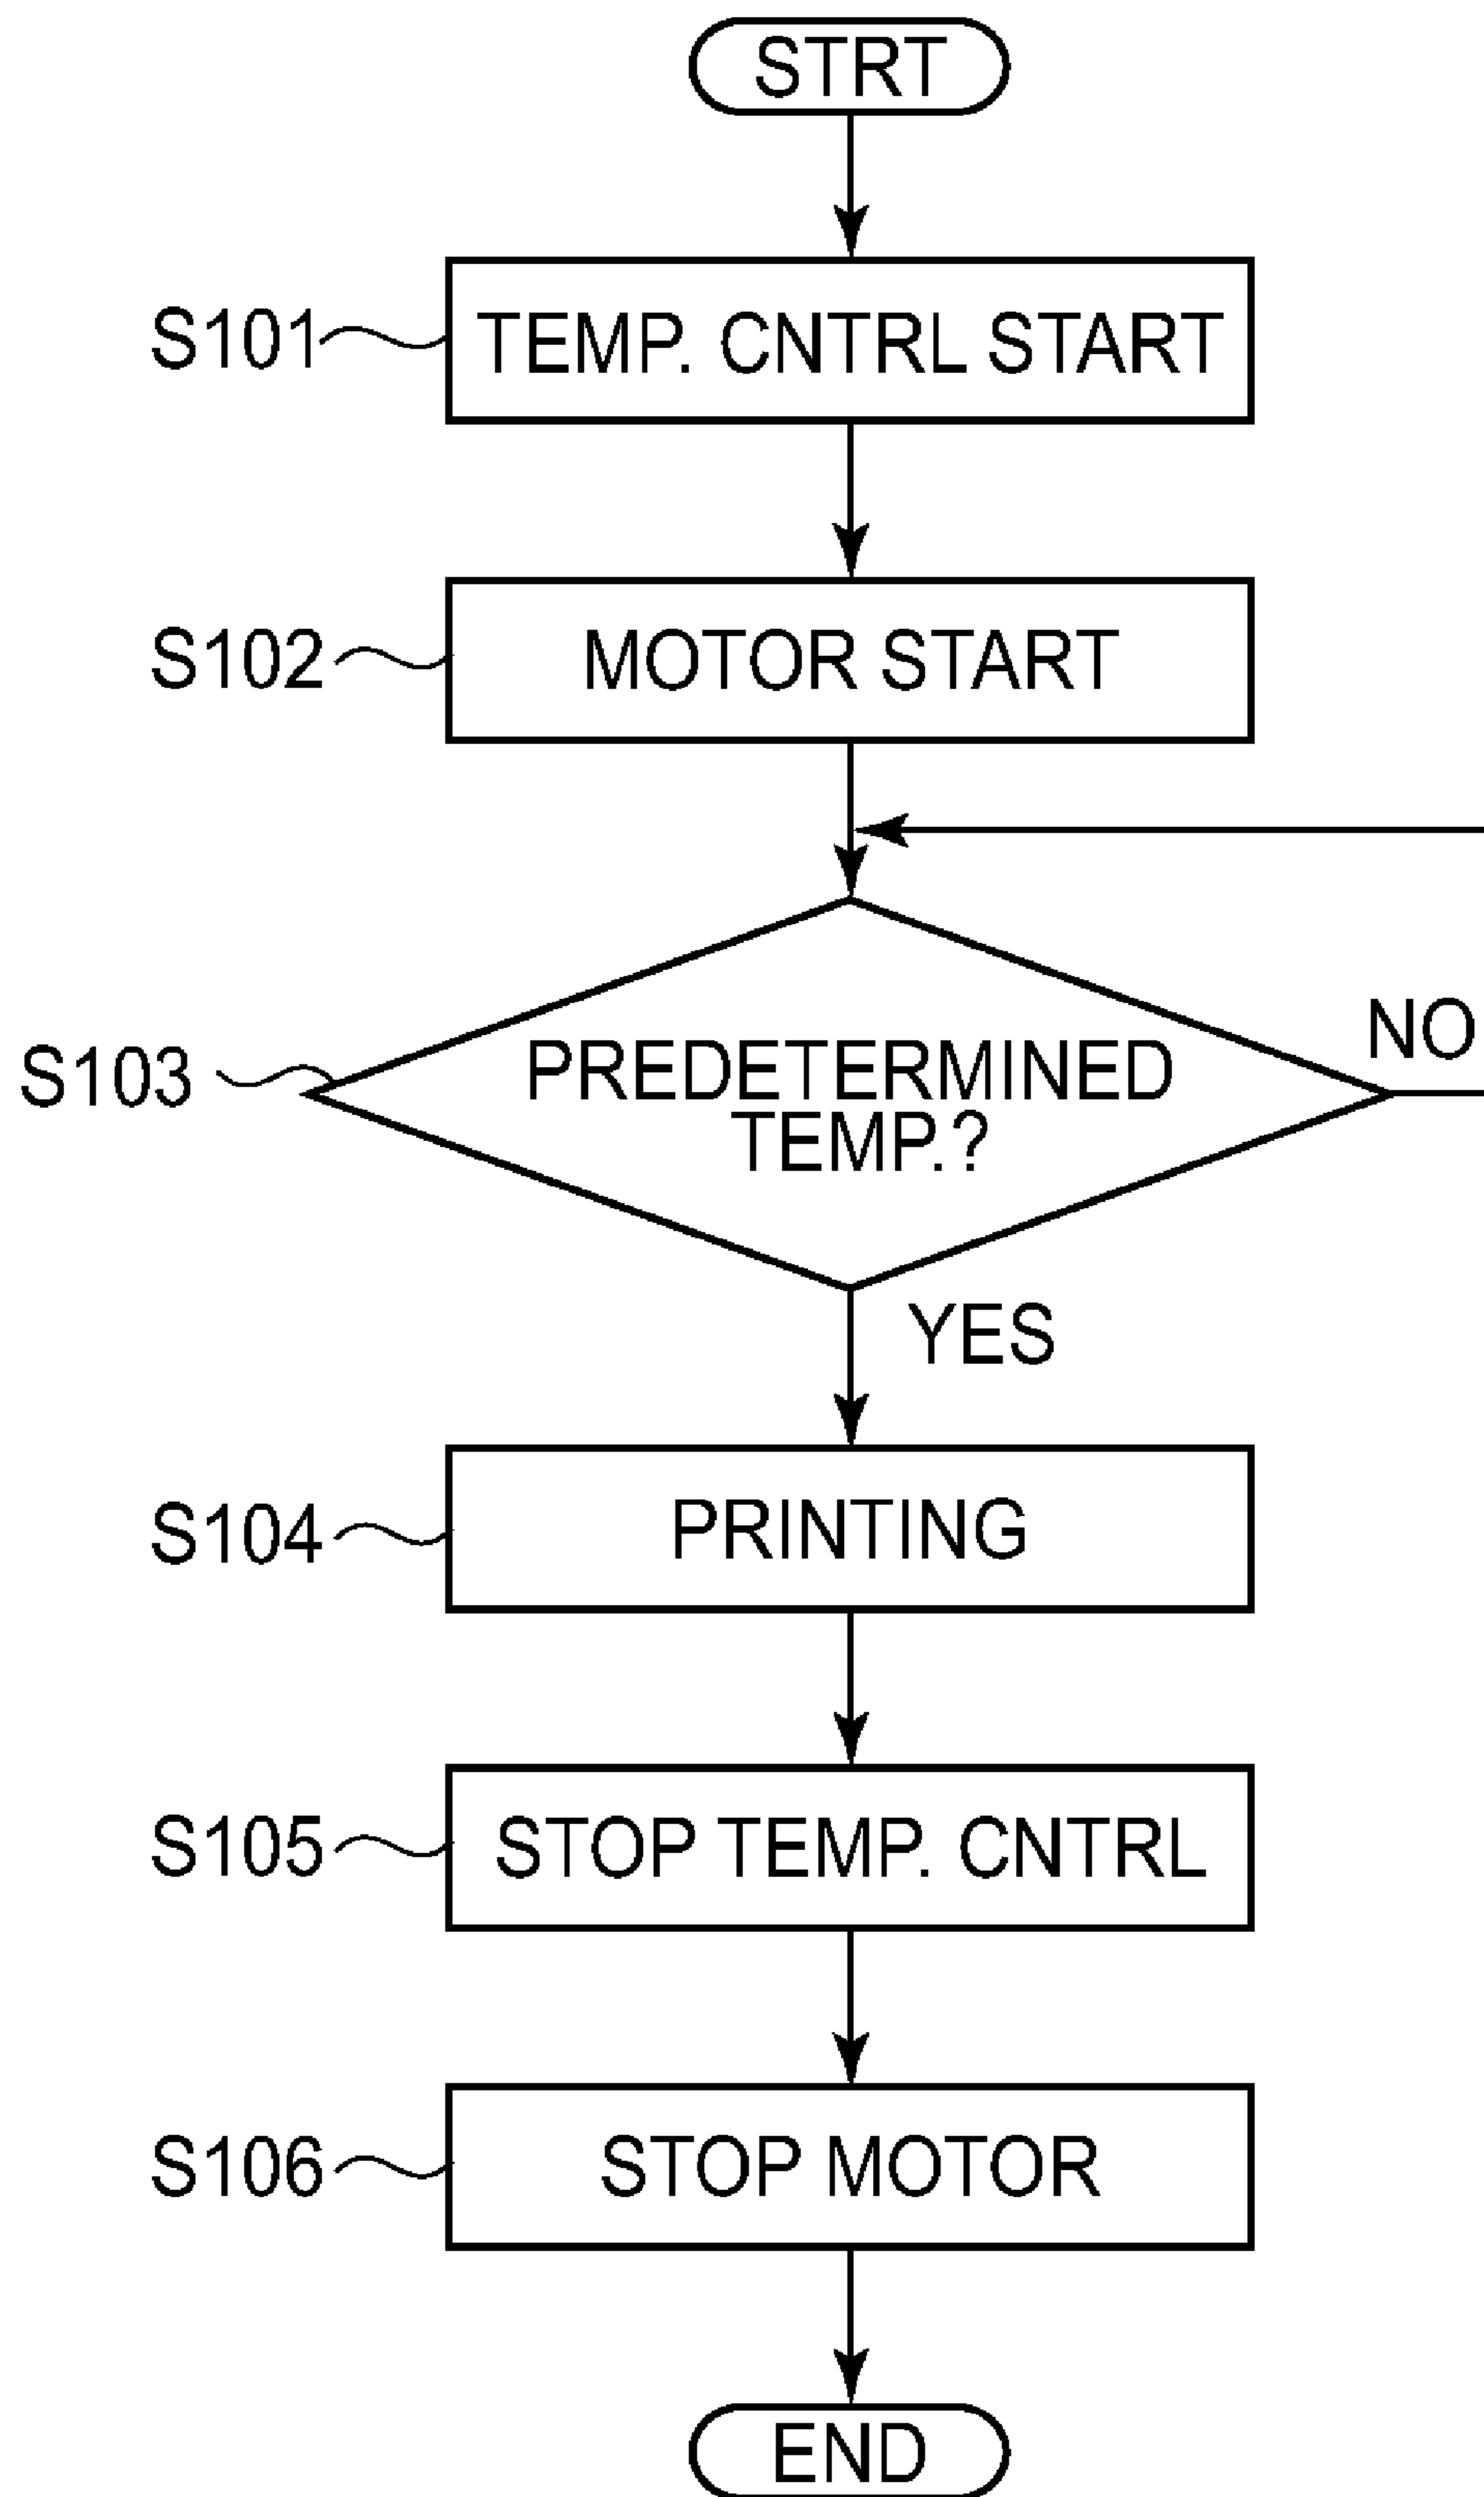 STRT
S101
TEMP. CNTRL START
S102
MOTOR START
S103
PREDETERMINED
TEMP.?
NO
YES
S104
PRINTING
S105
STOP TEMP. CNTRL
S106
STOP MOTOR
END